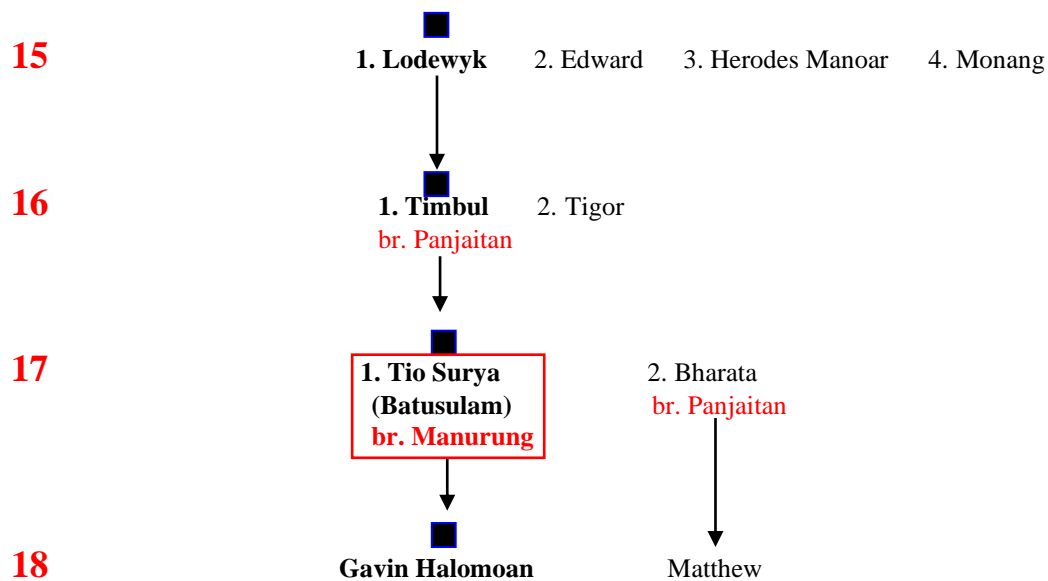 15 1. Lodewyk 2. Edward 3. Herodes Manoar 4. Monang
16 1. Timbul 2. Tigor
br. Panjaitan
17 1. Tio Surya 2. Bharata
(Batusulam) br. Panjaitan
br. Manurung
18 Gavin Halomoan Matthew